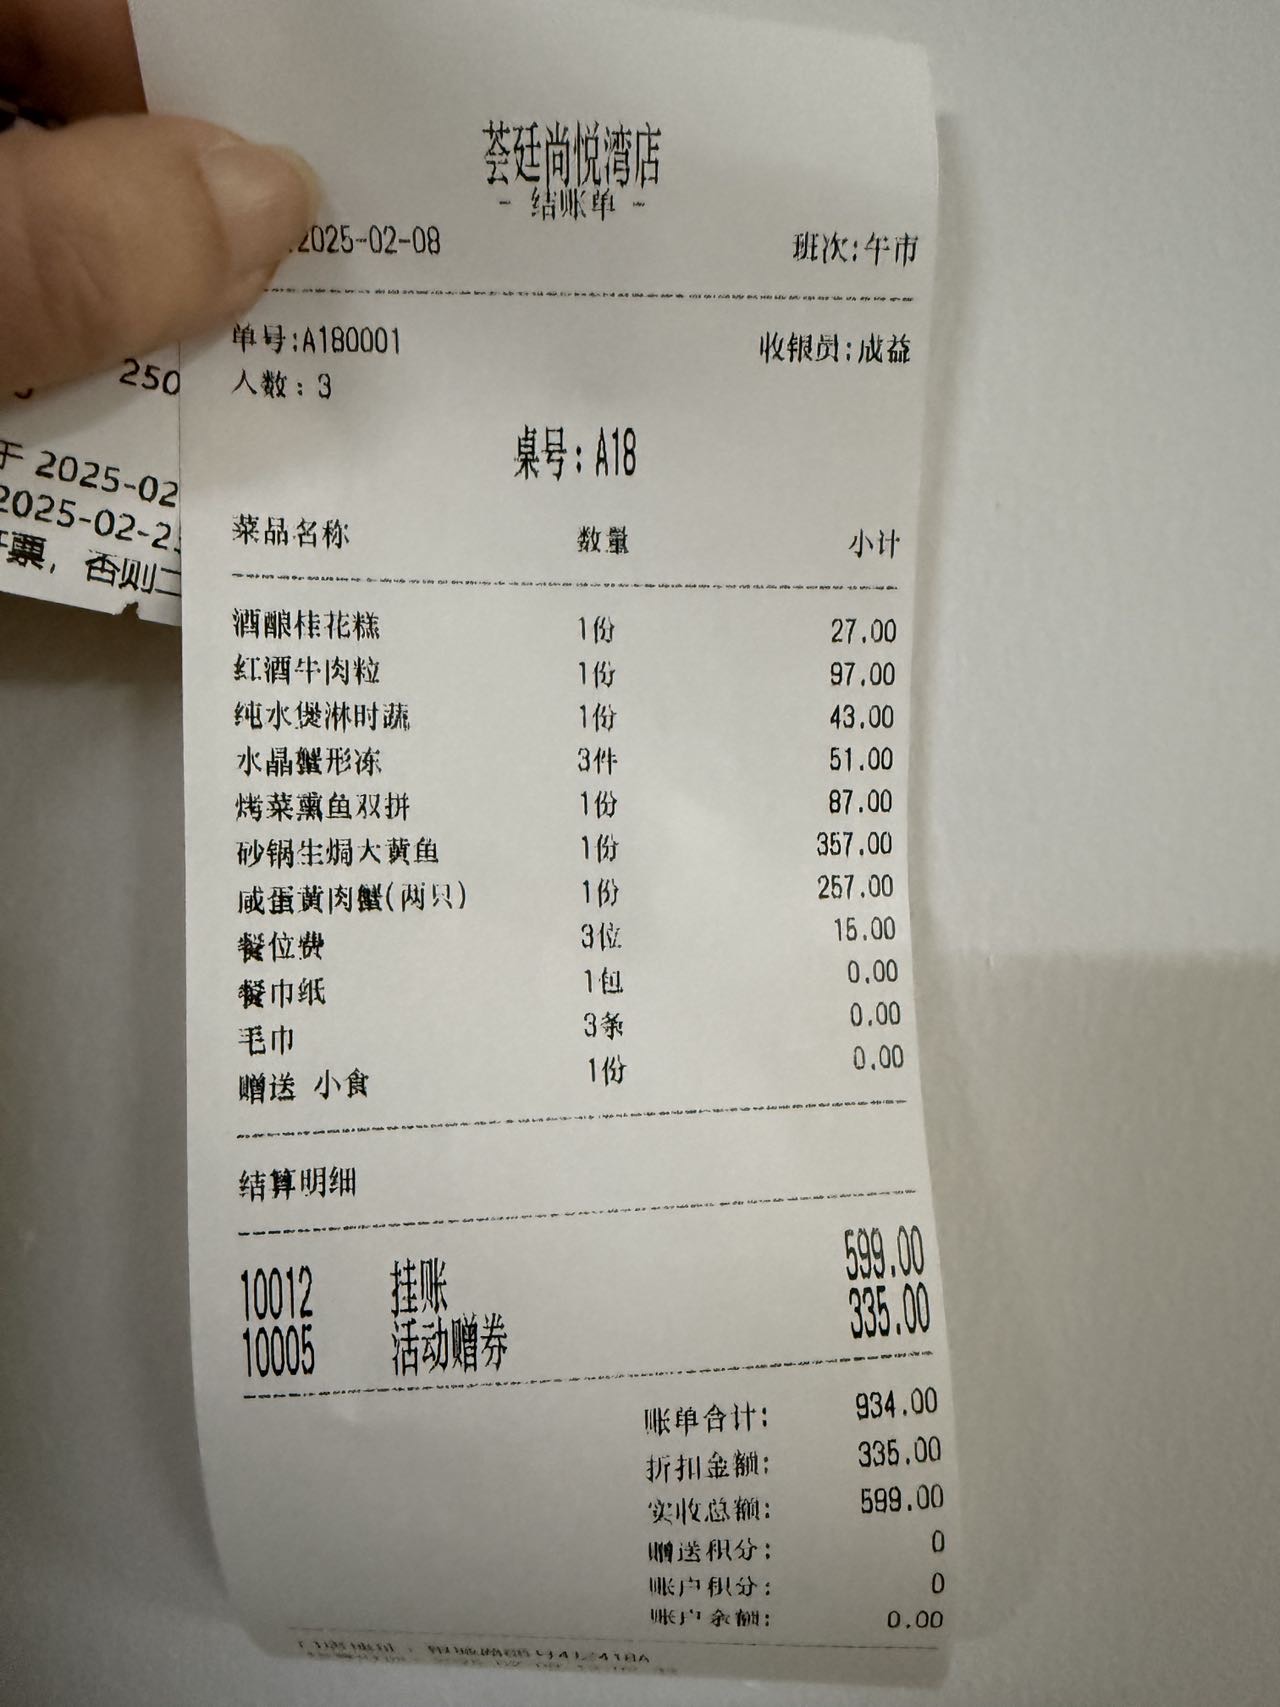 荟廷尚悦湾店
- 结账单 -
2025-02-08 班次:午市
单号:A180001 收银员:成益
人数:3
桌号:A18
菜品名称 数量 小计
酒酿桂花糕 1份 27.00
红酒牛肉粒 1份 97.00
纯水煲淋时蔬 1份 43.00
水晶蟹形冻 3件 51.00
烤菜熏鱼双拼 1份 87.00
砂锅生焗大黄鱼 1份 357.00
咸蛋黄肉蟹(两只) 1份 257.00
餐位费 3位 15.00
餐巾纸 1包 0.00
毛巾 3条 0.00
赠送 小食 1份 0.00
结算明细
10012 挂账 599.00
10005 活动赠券 335.00
账单合计: 934.00
折扣金额: 335.00
实收总额: 599.00
赠送积分: 0
账户积分: 0
账户余额: 0.00
250
于 2025-02
2025-02-2
票，否则二